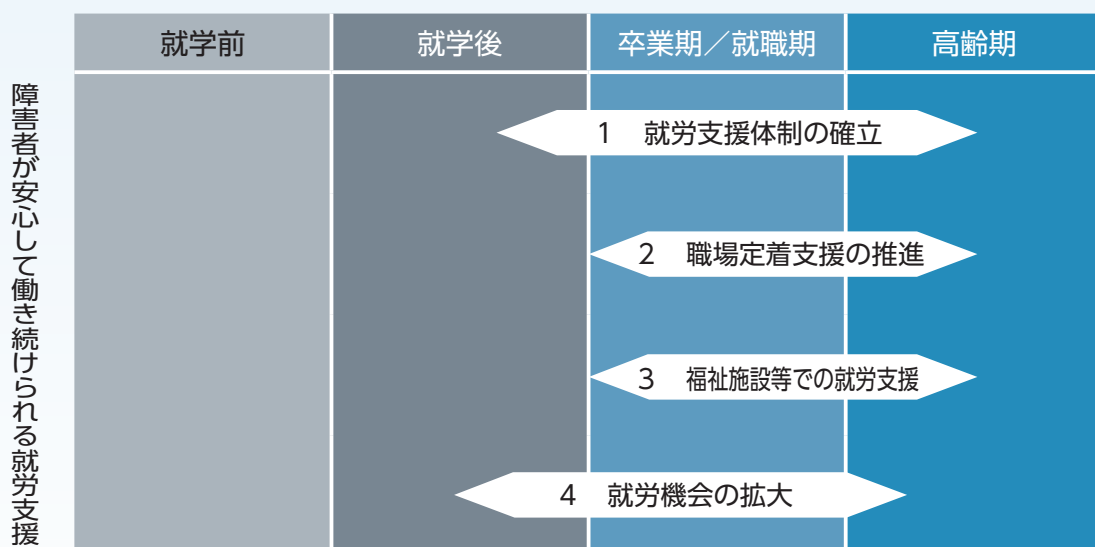 就学前
就学後
卒業期／就職期
高齢期
障害者が安心して働き続けられる就労支援
1　就労支援体制の確立
2　職場定着支援の推進
3　福祉施設等での就労支援
4　就労機会の拡大